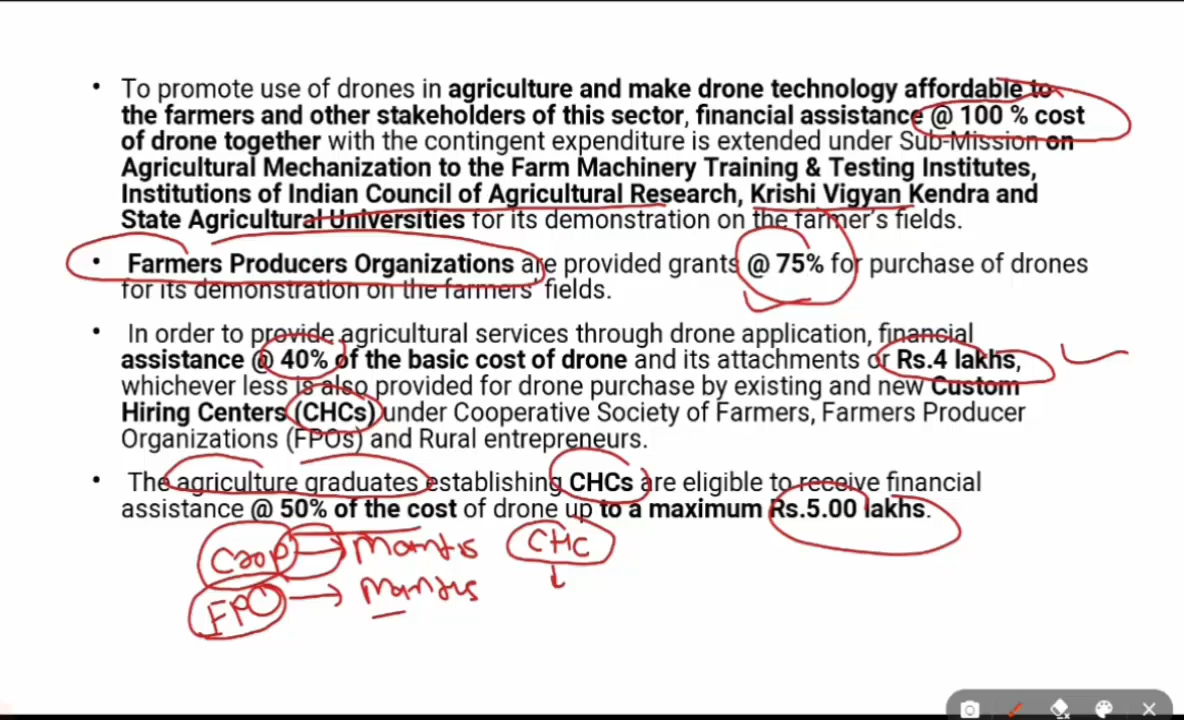 • To promote use of drones in agriculture and make drone technology affordable to
the farmers and other stakeholders of this sector, financial assistance @ 100 % cost
of drone together with the contingent expenditure is extended under Sub-Mission on
Agricultural Mechanization to the Farm Machinery Training & Testing Institutes,
Institutions of Indian Council of Agricultural Research, Krishi Vigyan Kendra and
State Agricultural Universities for its demonstration on the farmer's fields.
• Farmers Producers Organizations are provided grants @ 75% for purchase of drones
for its demonstration on the farmers' fields.
• In order to provide agricultural services through drone application, financial
assistance @ 40% of the basic cost of drone and its attachments or Rs.4 lakhs,
whichever less is also provided for drone purchase by existing and new Custom
Hiring Centers (CHCs) under Cooperative Society of Farmers, Farmers Producer
Organizations (FPOs) and Rural entrepreneurs.
• The agriculture graduates establishing CHCs are eligible to receive financial
assistance @ 50% of the cost of drone up to a maximum Rs.5.00 lakhs.
Coop CHC
FPO